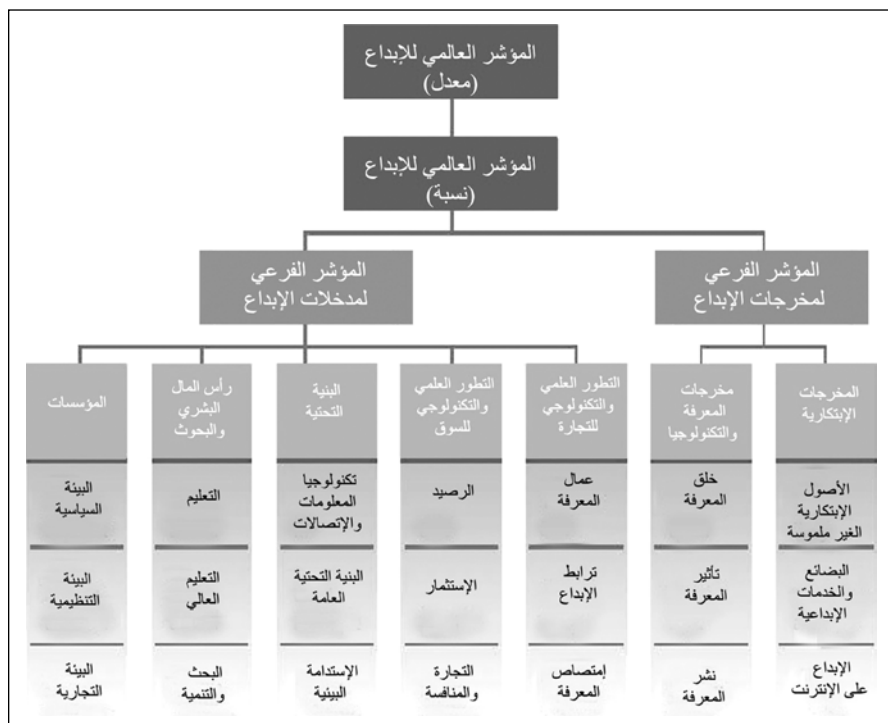 المؤشر العالمي للإبداع
(معدل)
المؤشر العالمي للإبداع
(نسبة)
المؤشر الفرعي
لمخرجات الإبداع
المؤشر الفرعي
لمدخلات الإبداع
المخرجات
الإبتكارية
مخرجات
المعرفة
والتكنولوجيا
التطور العلمي
والتكنولوجي
للتجارة
التطور العلمي
والتكنولوجي
للسوق
البنية
التحتية
رأس المال
البشري
والبحوث
المؤسسات
الأصول
الإبتكارية
الغير ملموسة
خلق
المعرفة
عمال
المعرفة
الرصيد
تكنولوجيا
المعلومات
والإتصالات
التعليم
البيئة
السياسية
البضائع
والخدمات
الإبداعية
تأثير
المعرفة
ترابط
الإبداع
الإستثمار
البنية التحتية
العامة
التعليم
العالي
البيئة
التنظيمية
الإبداع
على الإنترنت
نشر
المعرفة
إمتصاص
المعرفة
التجارة
والمنافسة
الإستدامة
البيئية
البحث
والتنمية
البيئة
التجارية